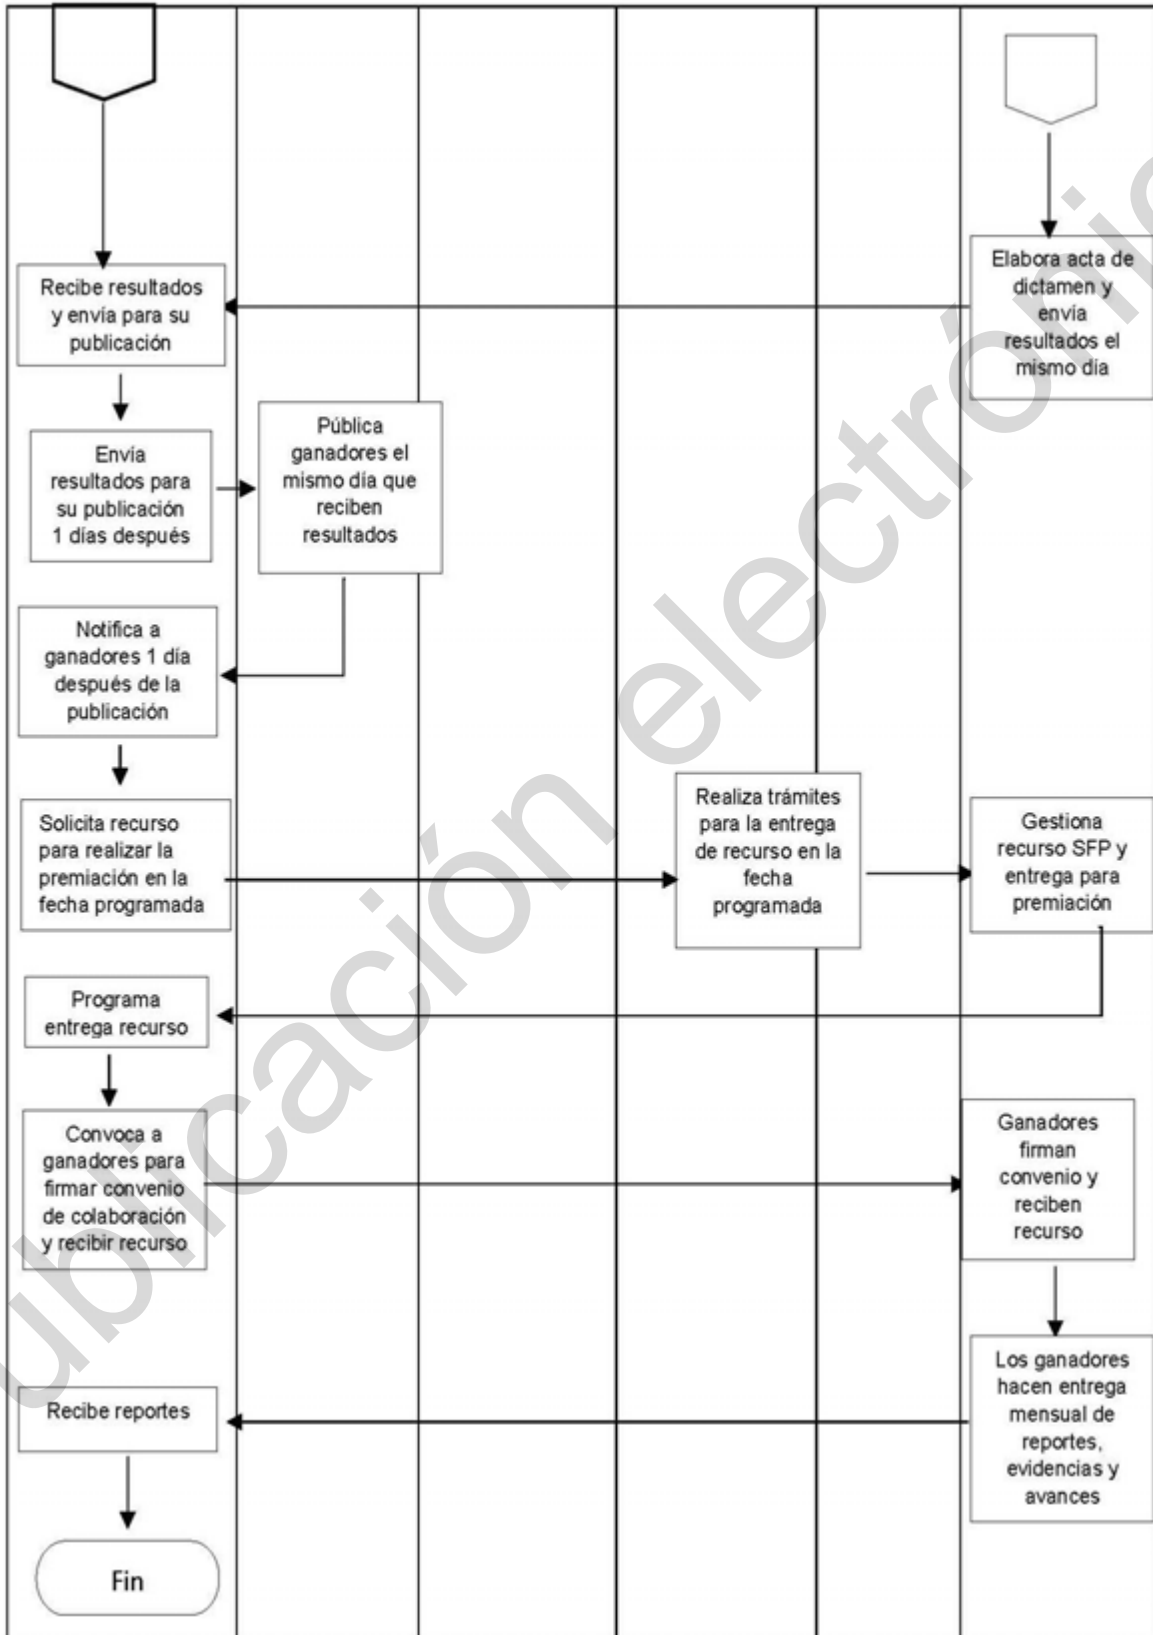 Elabora acta de
dictamen y
envía
resultados el
mismo día
Recibe resultados
y envía para su
publicación
Envía
resultados para
su publicación
1 días después
Pública
ganadores el
mismo día que
reciben
resultados
Notifica a
ganadores 1 día
después de la
publicación
Solicita recurso
para realizar la
premiación en la
fecha programada
Realiza trámites
para la entrega
de recurso en la
fecha
programada
Gestiona
recurso SFP y
entrega para
premiación
Programa
entrega recurso
Convoca a
ganadores para
firmar convenio
de colaboración
y recibir recurso
Ganadores
firman
convenio y
reciben
recurso
Los ganadores
hacen entrega
mensual de
reportes,
evidencias y
avances
Recibe reportes
Fin
ublicación electrónic